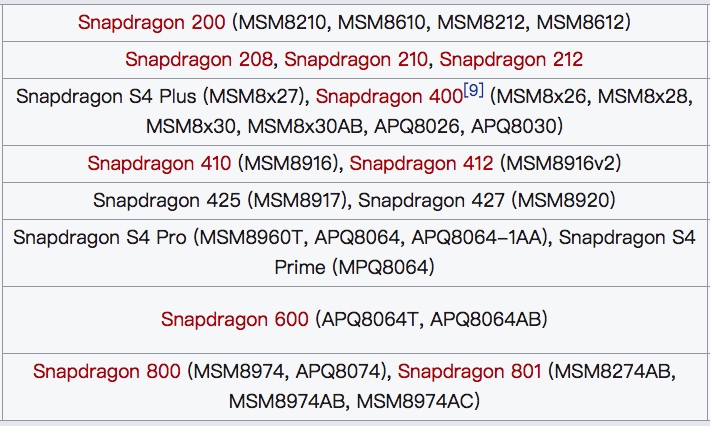 Snapdragon 200 (MSM8210, MSM8610, MSM8212, MSM8612)
Snapdragon 208, Snapdragon 210, Snapdragon 212
Snapdragon S4 Plus (MSM8x27), Snapdragon 400[9] (MSM8x26, MSM8x28,
MSM8x30, MSM8x30AB, APQ8026, APQ8030)
Snapdragon 410 (MSM8916), Snapdragon 412 (MSM8916v2)
Snapdragon 425 (MSM8917), Snapdragon 427 (MSM8920)
Snapdragon S4 Pro (MSM8960T, APQ8064, APQ8064–1AA), Snapdragon S4
Prime (MPQ8064)
Snapdragon 600 (APQ8064T, APQ8064AB)
Snapdragon 800 (MSM8974, APQ8074), Snapdragon 801 (MSM8274AB,
MSM8974AB, MSM8974AC)